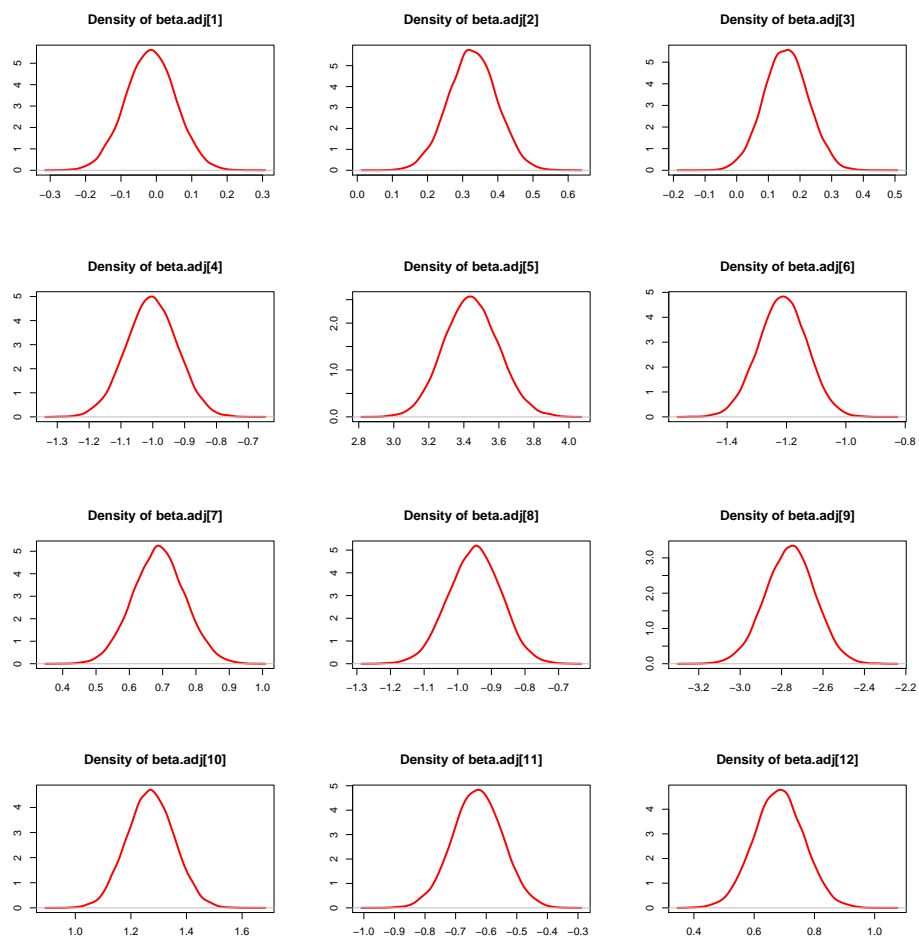 Density of beta.adj[1]
0 1 2 3 4 5
−0.3 −0.2 −0.1 0.0 0.1 0.2 0.3
Density of beta.adj[2]
0 1 2 3 4 5
0.0 0.1 0.2 0.3 0.4 0.5 0.6
Density of beta.adj[3]
0 1 2 3 4 5
−0.2 −0.1 0.0 0.1 0.2 0.3 0.4 0.5
Density of beta.adj[4]
0 1 2 3 4 5
−1.3 −1.2 −1.1 −1.0 −0.9 −0.8 −0.7
Density of beta.adj[5]
0.0 1.0 2.0
2.8 3.0 3.2 3.4 3.6 3.8 4.0
Density of beta.adj[6]
0 1 2 3 4 5
−1.4 −1.2 −1.0 −0.8
Density of beta.adj[7]
0 1 2 3 4 5
0.4 0.5 0.6 0.7 0.8 0.9 1.0
Density of beta.adj[8]
0 1 2 3 4 5
−1.3 −1.2 −1.1 −1.0 −0.9 −0.8 −0.7
Density of beta.adj[9]
0.0 1.0 2.0 3.0
−3.2 −3.0 −2.8 −2.6 −2.4 −2.2
Density of beta.adj[10]
0 1 2 3 4
1.0 1.2 1.4 1.6
Density of beta.adj[11]
0 1 2 3 4 5
−1.0 −0.9 −0.8 −0.7 −0.6 −0.5 −0.4 −0.3
Density of beta.adj[12]
0 1 2 3 4
0.4 0.6 0.8 1.0